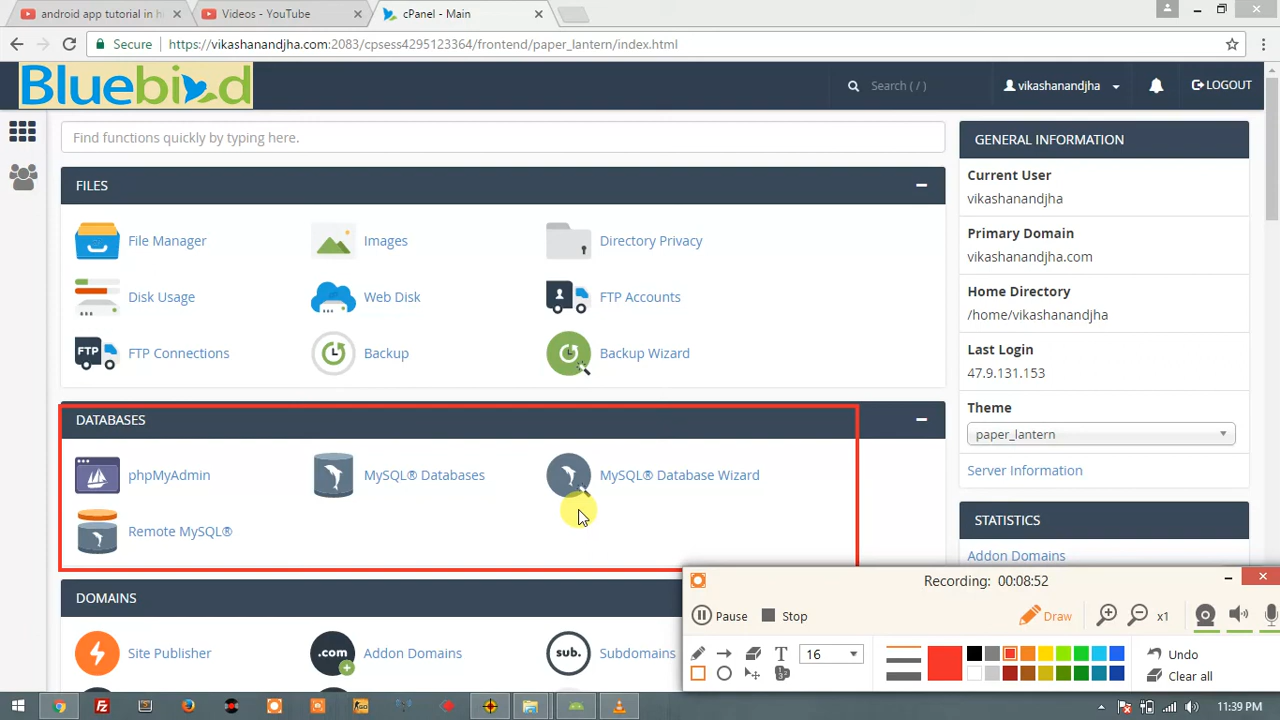 android app tutorial in h
Videos - YouTube
cPanel - Main
Secure https://vikashanandjha.com:2083/cpsess4295123364/frontend/paper_lantern/index.html
Bluebird
Search ( / )
vikashanandjha
LOGOUT
Find functions quickly by typing here.
FILES
File Manager
Images
Directory Privacy
Disk Usage
Web Disk
FTP Accounts
FTP
FTP Connections
Backup
Backup Wizard
DATABASES
phpMyAdmin
MySQL® Databases
MySQL® Database Wizard
Remote MySQL®
DOMAINS
Site Publisher
.com
Addon Domains
sub.
Subdomains
GENERAL INFORMATION
Current User
vikashanandjha
Primary Domain
vikashanandjha.com
Home Directory
/home/vikashanandjha
Last Login
47.9.131.153
Theme
paper_lantern
Server Information
STATISTICS
Addon Domains
Recording: 00:08:52
Pause
Stop
Draw
x1
T
16
Undo
Clear all
11:39 PM